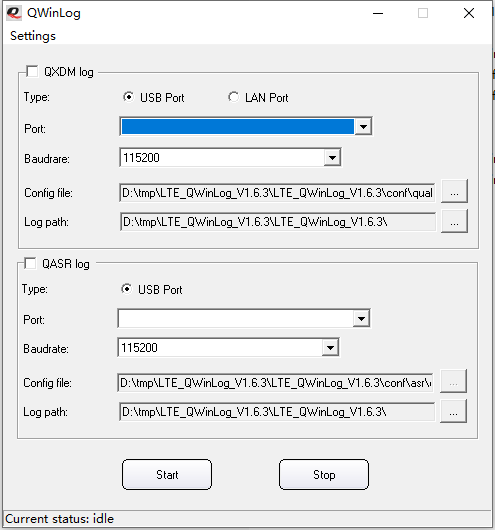 QWinLog
Settings
QXDM log
Type: USB Port LAN Port
Port:
Baudrare: 115200
Config file: D:\tmp\LTE_QWinLog_V1.6.3\LTE_QWinLog_V1.6.3\conf\qual ...
Log path: D:\tmp\LTE_QWinLog_V1.6.3\LTE_QWinLog_V1.6.3\ ...
QASR log
Type: USB Port
Port:
Baudrate: 115200
Config file: D:\tmp\LTE_QWinLog_V1.6.3\LTE_QWinLog_V1.6.3\conf\asr\ ...
Log path: D:\tmp\LTE_QWinLog_V1.6.3\LTE_QWinLog_V1.6.3\ ...
Start Stop
Current status: idle